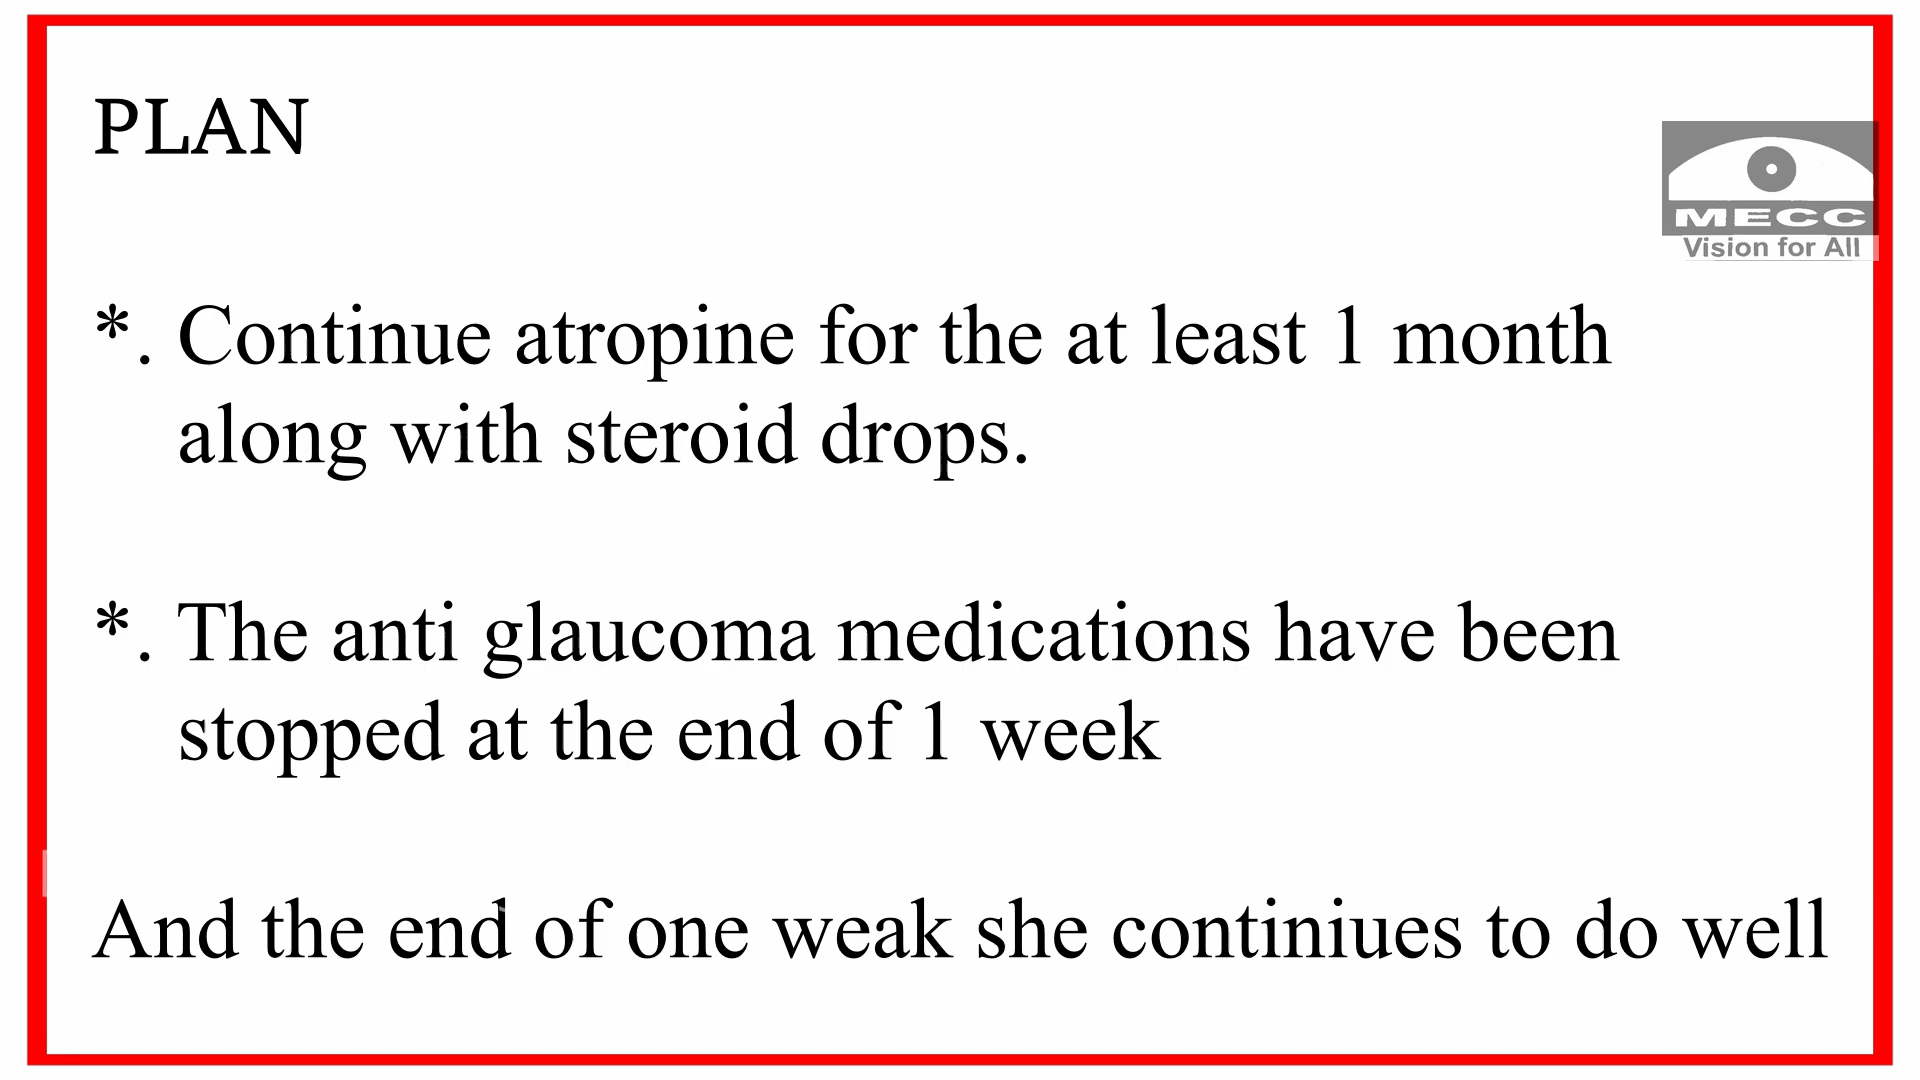 PLAN
MECC
Vision for All
*. Continue atropine for the at least 1 month
along with steroid drops.
*. The anti glaucoma medications have been
stopped at the end of 1 week
And the end of one weak she continiues to do well